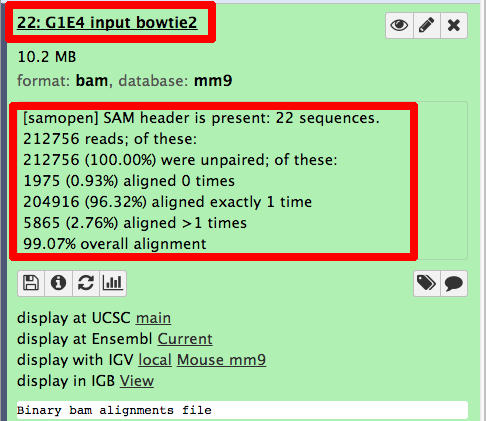 22: G1E4 input bowtie2
10.2 MB
format: bam, database: mm9
[samopen] SAM header is present: 22 sequences.
212756 reads; of these:
212756 (100.00%) were unpaired; of these:
1975 (0.93%) aligned 0 times
204916 (96.32%) aligned exactly 1 time
5865 (2.76%) aligned >1 times
99.07% overall alignment
display at UCSC main
display at Ensembl Current
display with IGV local Mouse mm9
display in IGB View
Binary bam alignments file